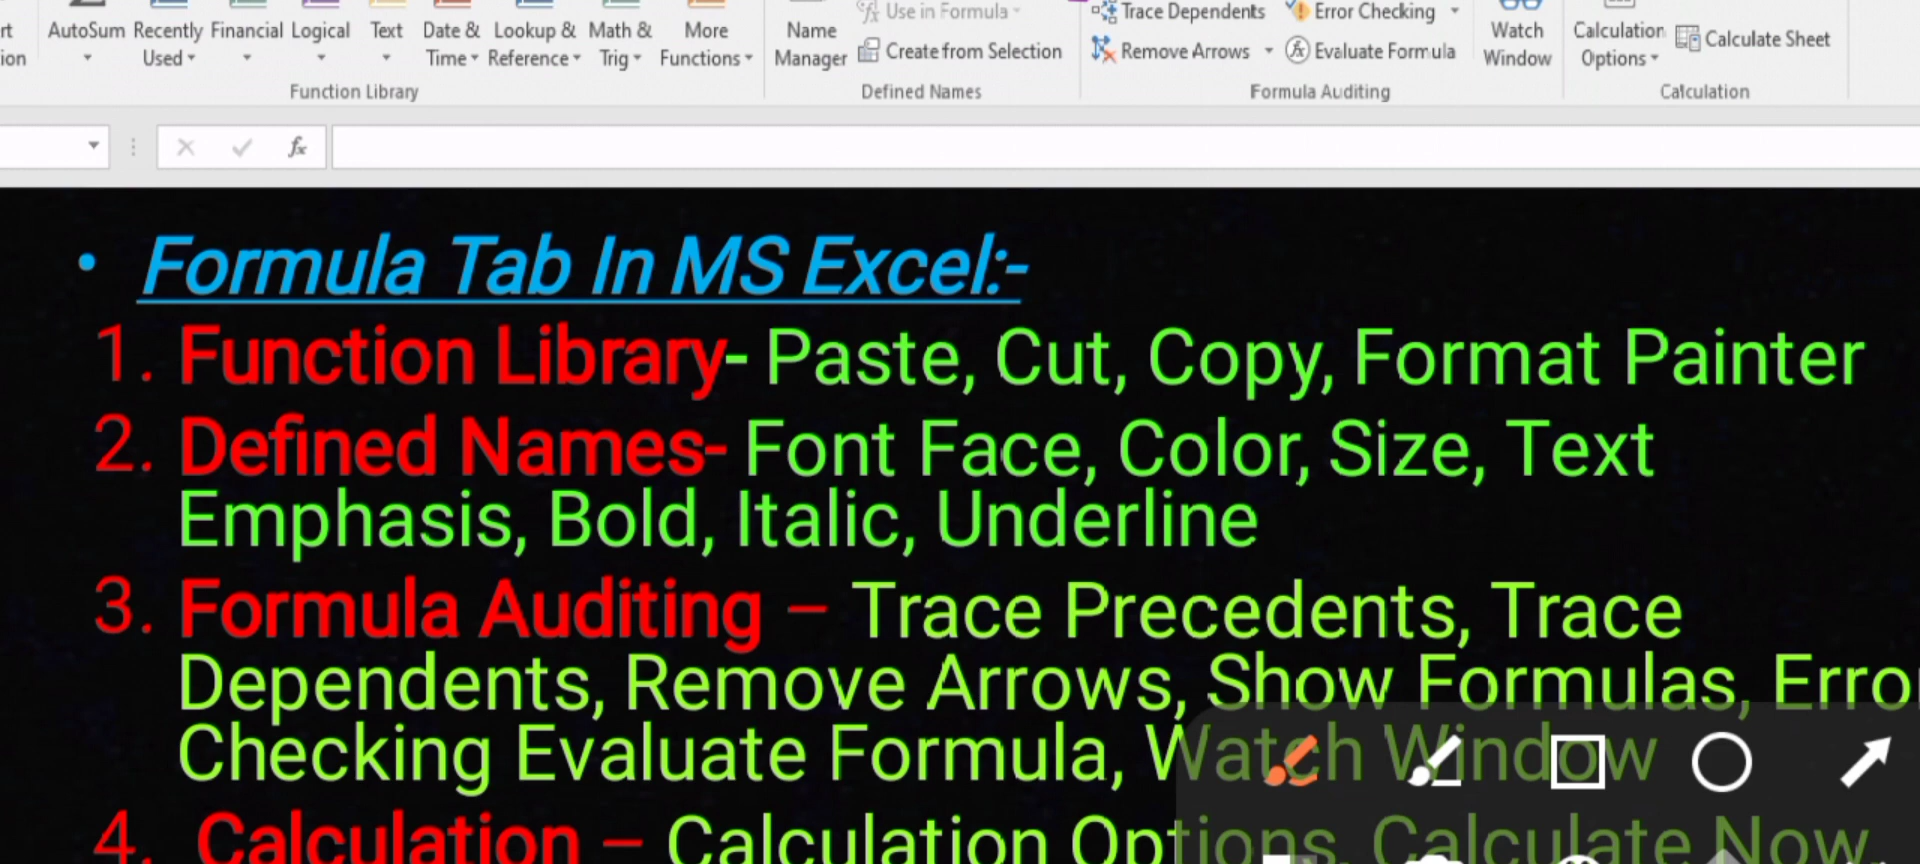 rt AutoSum Recently Financial Logical Text Date & Lookup & Math & More Name Use in Formula Trace Dependents Error Checking Watch Calculation Calculate Sheet
ion Used Time Reference Trig Functions Manager Create from Selection Remove Arrows Evaluate Formula Window Options
Function Library Defined Names Formula Auditing Calculation
fx
• Formula Tab In MS Excel:-
1. Function Library- Paste, Cut, Copy, Format Painter
2. Defined Names- Font Face, Color, Size, Text
Emphasis, Bold, Italic, Underline
3. Formula Auditing – Trace Precedents, Trace
Dependents, Remove Arrows, Show Formulas, Error
Checking Evaluate Formula, Watch Window
4. Calculation – Calculation Options, Calculate Now